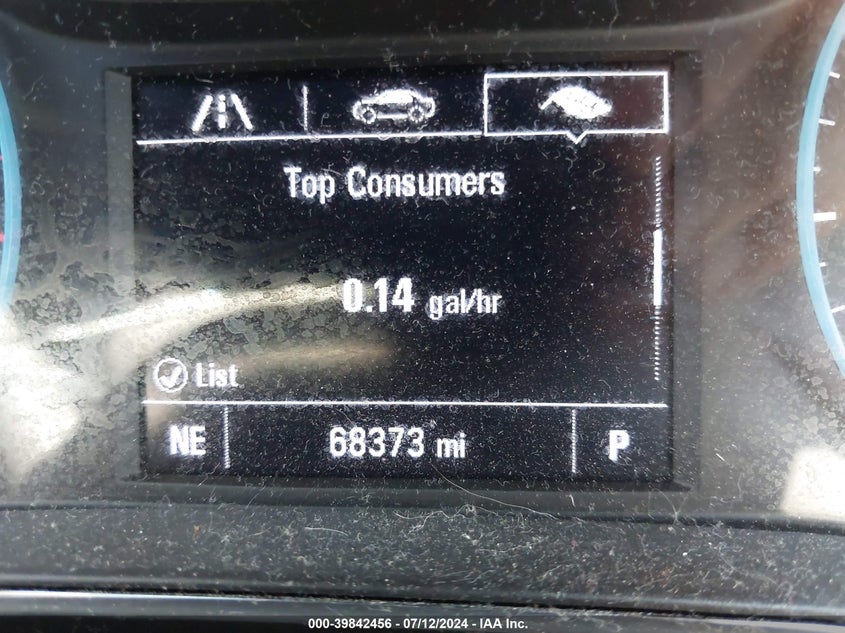 Top Consumers
0.14 gal/hr
List
NE 68373 mi P
000-39842456 - 07/12/2024 - IAA Inc.